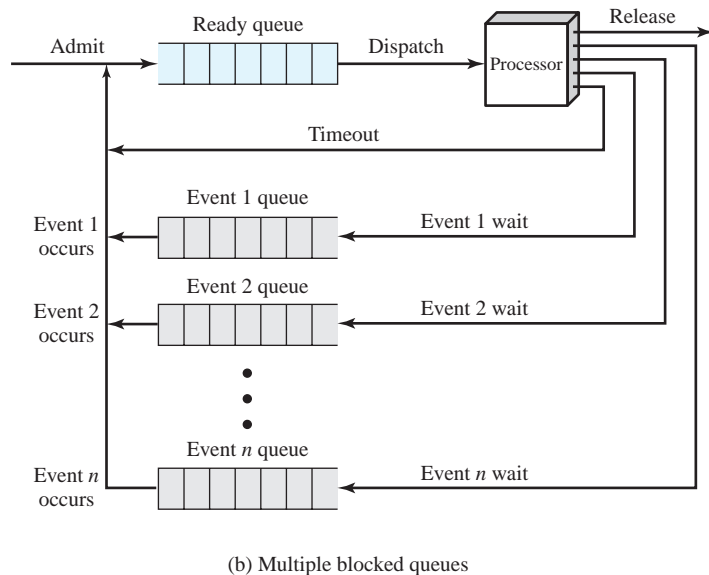 Ready queue
Release
Admit
Dispatch
Processor
Timeout
Event 1 queue
Event 1
occurs
Event 1 wait
Event 2 queue
Event 2
occurs
Event 2 wait
Event n queue
Event n
occurs
Event n wait
(b) Multiple blocked queues